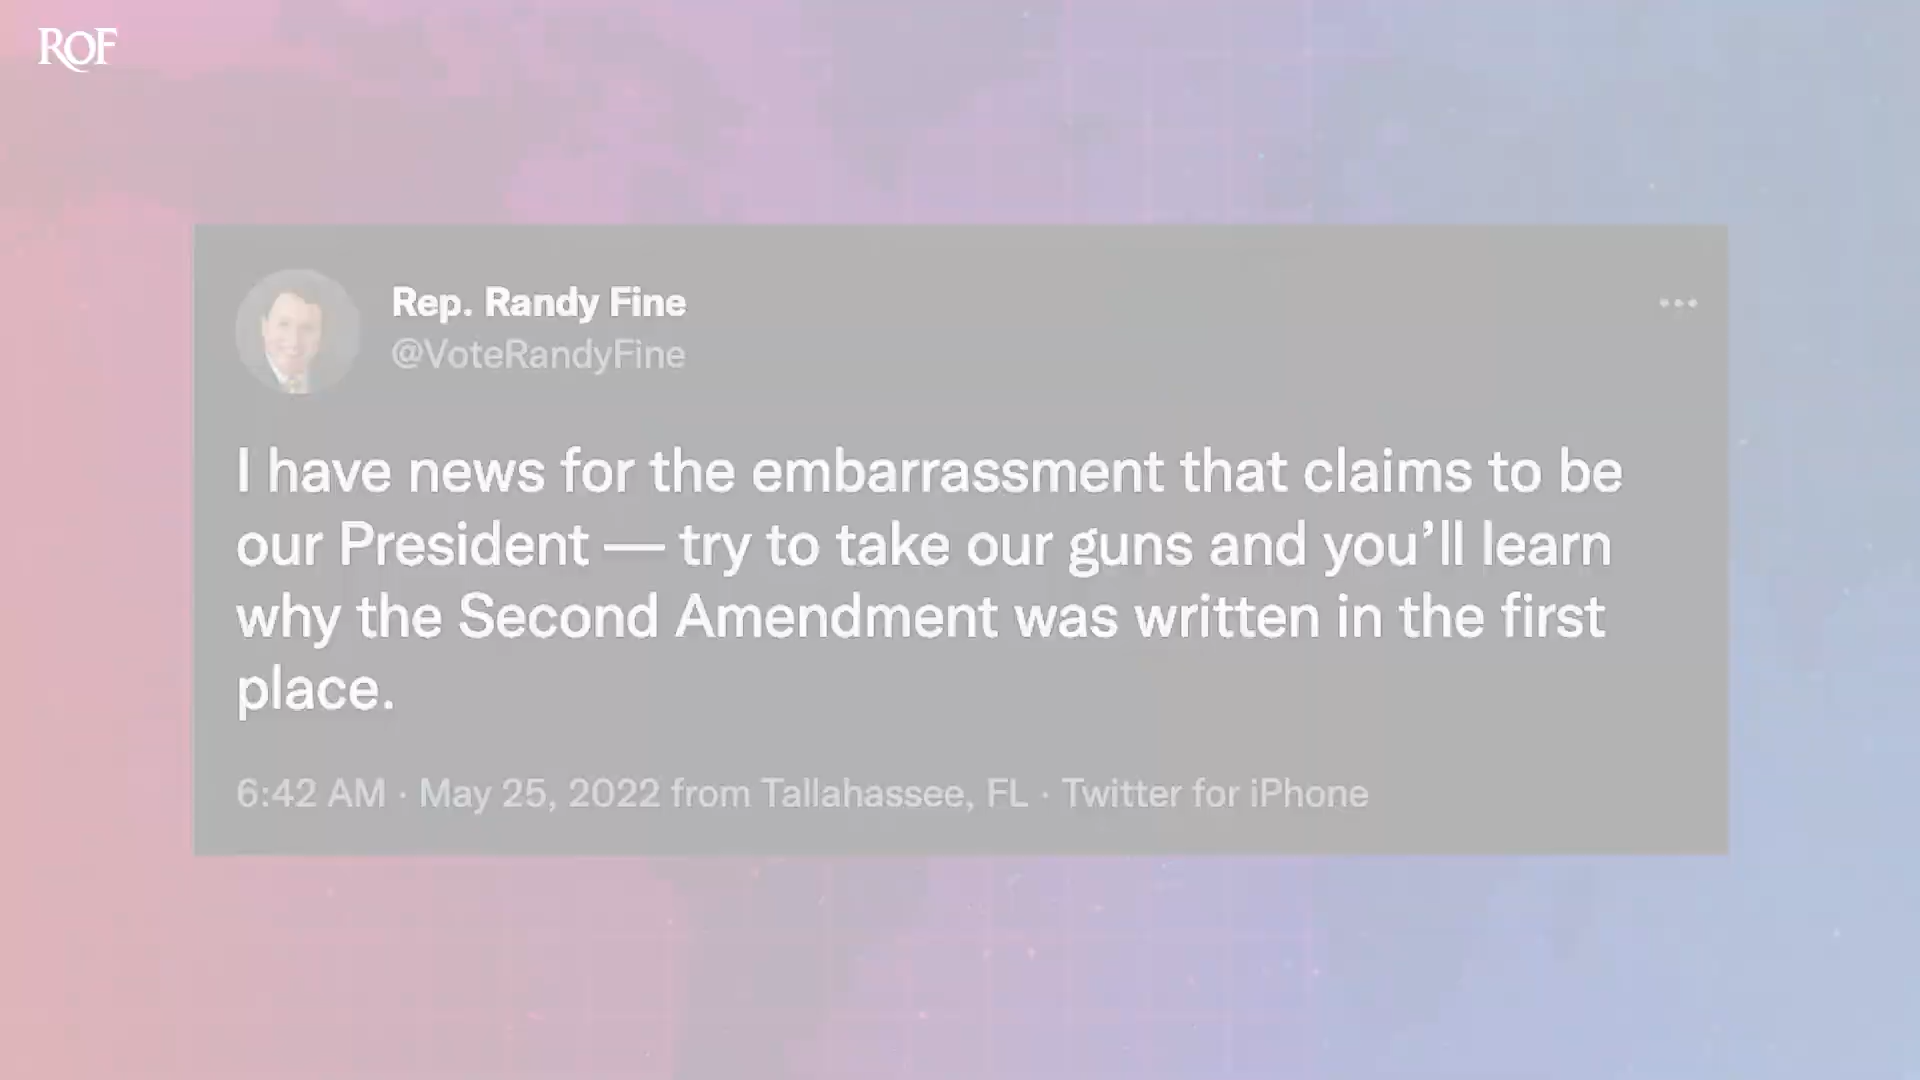 ROF
Rep. Randy Fine
@VoteRandyFine
I have news for the embarrassment that claims to be
our President — try to take our guns and you’ll learn
why the Second Amendment was written in the first
place.
6:42 AM · May 25, 2022 from Tallahassee, FL · Twitter for iPhone